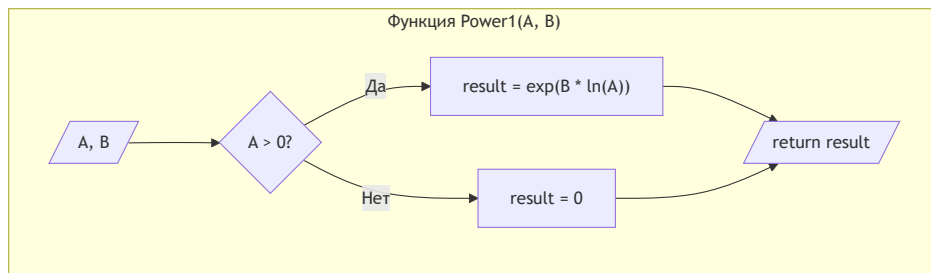 Функция Power1(A, B)
A, B
A > 0?
Да
result = exp(B * ln(A))
Нет
result = 0
return result